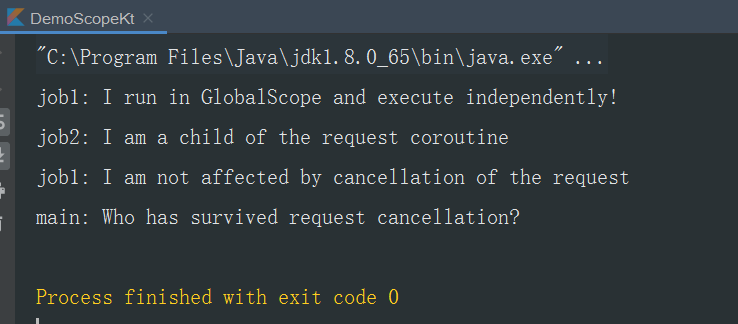 DemoScopeKt ×
"C:\Program Files\Java\jdk1.8.0_65\bin\java.exe" ...
job1: I run in GlobalScope and execute independently!
job2: I am a child of the request coroutine
job1: I am not affected by cancellation of the request
main: Who has survived request cancellation?
Process finished with exit code 0